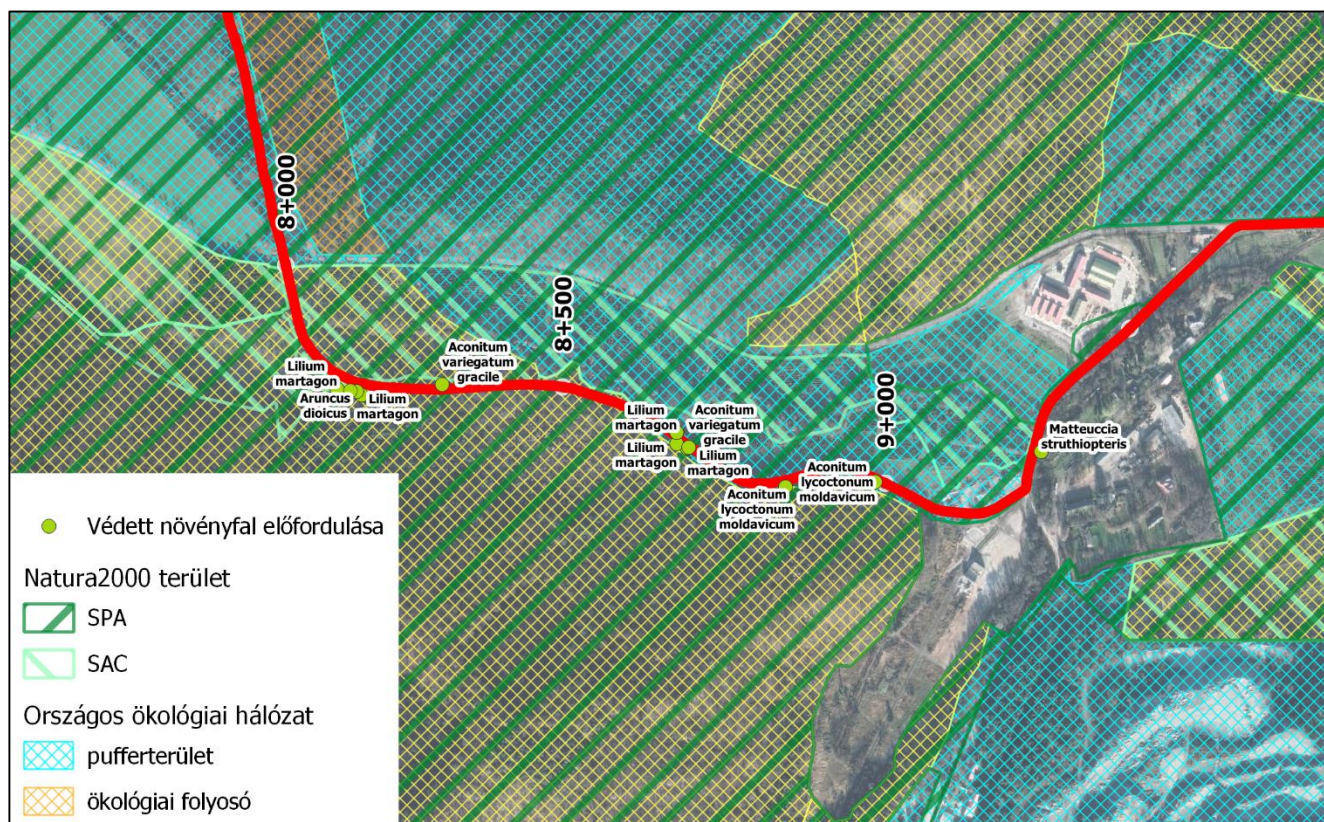 8+000
8+500
Lilium
martagon
Aruncus
dioicus
Lilium
martagon
Aconitum
variegatum
gracile
Lilium
martagon
Lilium
martagon
Aconitum
variegatum
gracile
Lilium
martagon
9+000
Aconitum
lycoctonum
moldavicum
Aconitum
lycoctonum
moldavicum
Matteuccia
struthiopteris
Védett növényfal előfordulása
Natura2000 terület
SPA
SAC
Országos ökológiai hálózat
pufferterület
ökológiai folyosó